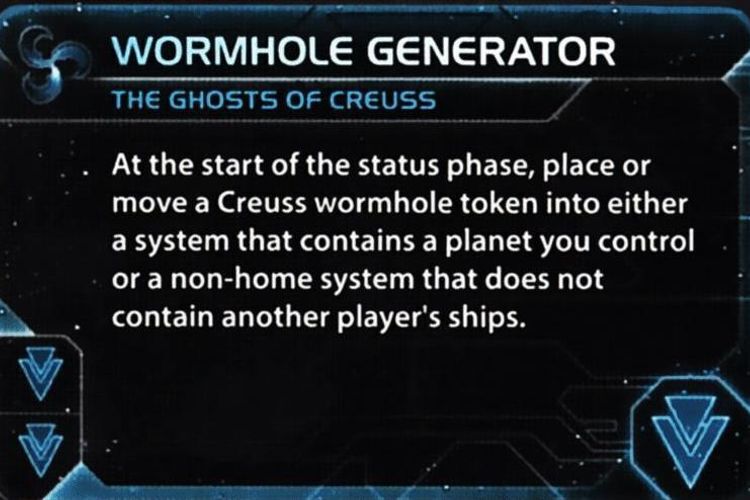 WORMHOLE GENERATOR
THE GHOSTS OF CREUSS
At the start of the status phase, place or
move a Creuss wormhole token into either
a system that contains a planet you control
or a non-home system that does not
contain another player's ships.